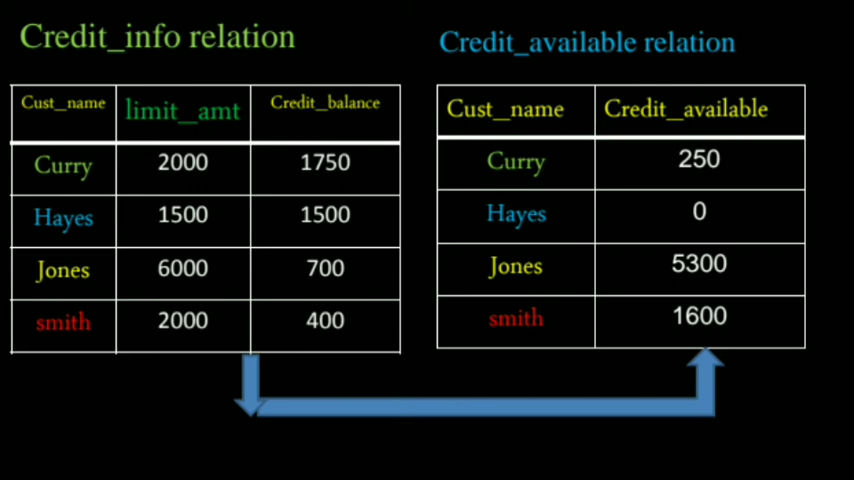 Credit_info relation
Credit_available relation
Cust_name limit_amt Credit_balance
Curry 2000 1750
Hayes 1500 1500
Jones 6000 700
smith 2000 400
Cust_name Credit_available
Curry 250
Hayes 0
Jones 5300
smith 1600